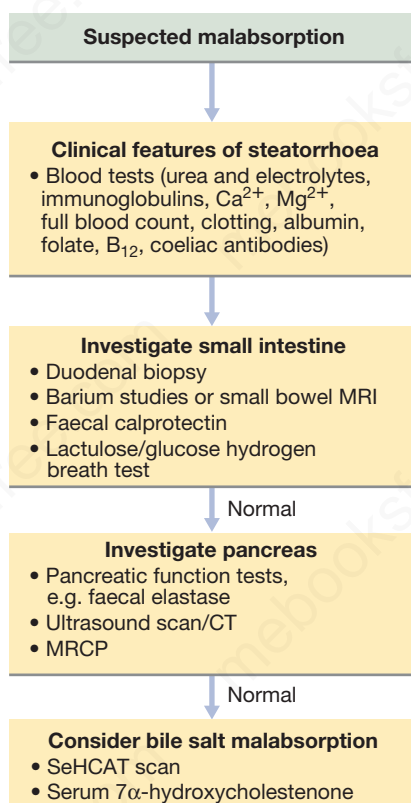 Suspected malabsorption
Clinical features of steatorrhoea
• Blood tests (urea and electrolytes,
immunoglobulins, Ca²⁺, Mg²⁺,
full blood count, clotting, albumin,
folate, B₁₂, coeliac antibodies)
Investigate small intestine
• Duodenal biopsy
• Barium studies or small bowel MRI
• Faecal calprotectin
• Lactulose/glucose hydrogen
breath test
Normal
Investigate pancreas
• Pancreatic function tests,
e.g. faecal elastase
• Ultrasound scan/CT
• MRCP
Normal
Consider bile salt malabsorption
• SeHCAT scan
• Serum 7α-hydroxycholestenone